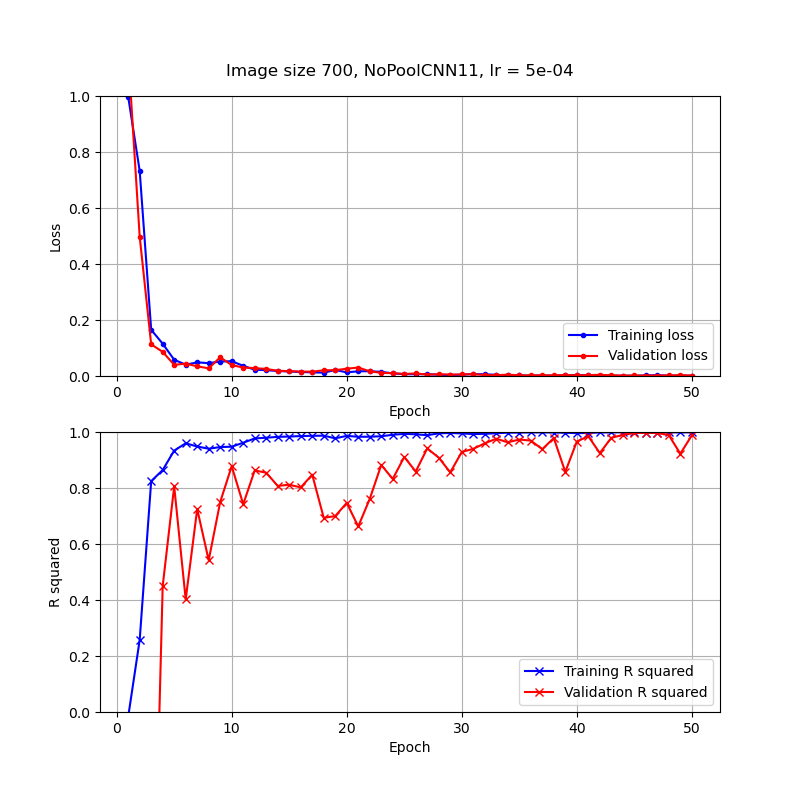 Image size 700, NoPoolCNN11, lr = 5e-04
1.0
0.8
0.6
0.4
0.2
0.0
Loss
Training loss
Validation loss
0 10 20 30 40 50
Epoch
1.0
0.8
0.6
0.4
0.2
0.0
R squared
Training R squared
Validation R squared
0 10 20 30 40 50
Epoch